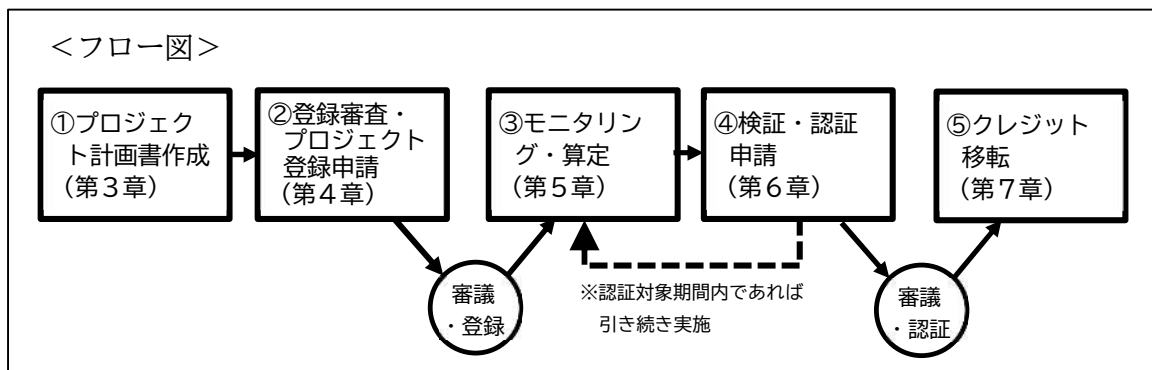 ＜フロー図＞
①プロジェク
ト計画書作成
（第３章）
②登録審査・
プロジェクト
登録申請
（第４章）
③モニタリン
グ・算定
（第５章）
④検証・認証
申請
（第６章）
⑤クレジット
移転
（第７章）
審議
・登録
※認証対象期間内であれば
引き続き実施
審議
・認証